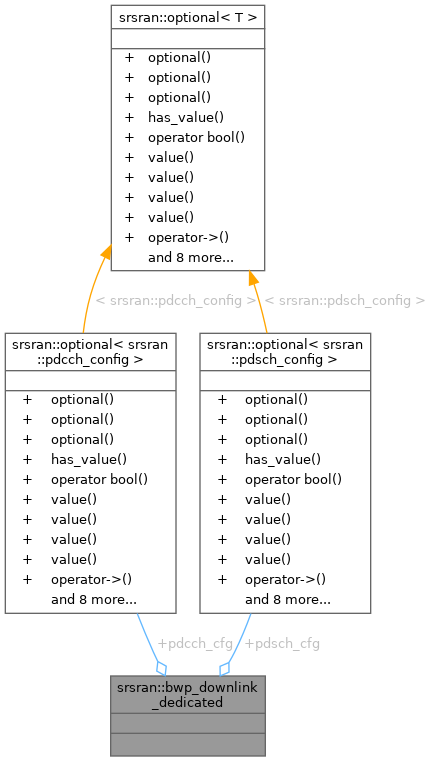 srsran::optional< T >
+ optional()
+ optional()
+ optional()
+ has_value()
+ operator bool()
+ value()
+ value()
+ value()
+ value()
+ operator->()
and 8 more...
< srsran::pdcch_config >
< srsran::pdsch_config >
srsran::optional< srsran
::pdcch_config >
+ optional()
+ optional()
+ optional()
+ has_value()
+ operator bool()
+ value()
+ value()
+ value()
+ value()
+ operator->()
and 8 more...
srsran::optional< srsran
::pdsch_config >
+ optional()
+ optional()
+ optional()
+ has_value()
+ operator bool()
+ value()
+ value()
+ value()
+ value()
+ operator->()
and 8 more...
+pdcch_cfg
+pdsch_cfg
srsran::bwp_downlink
_dedicated